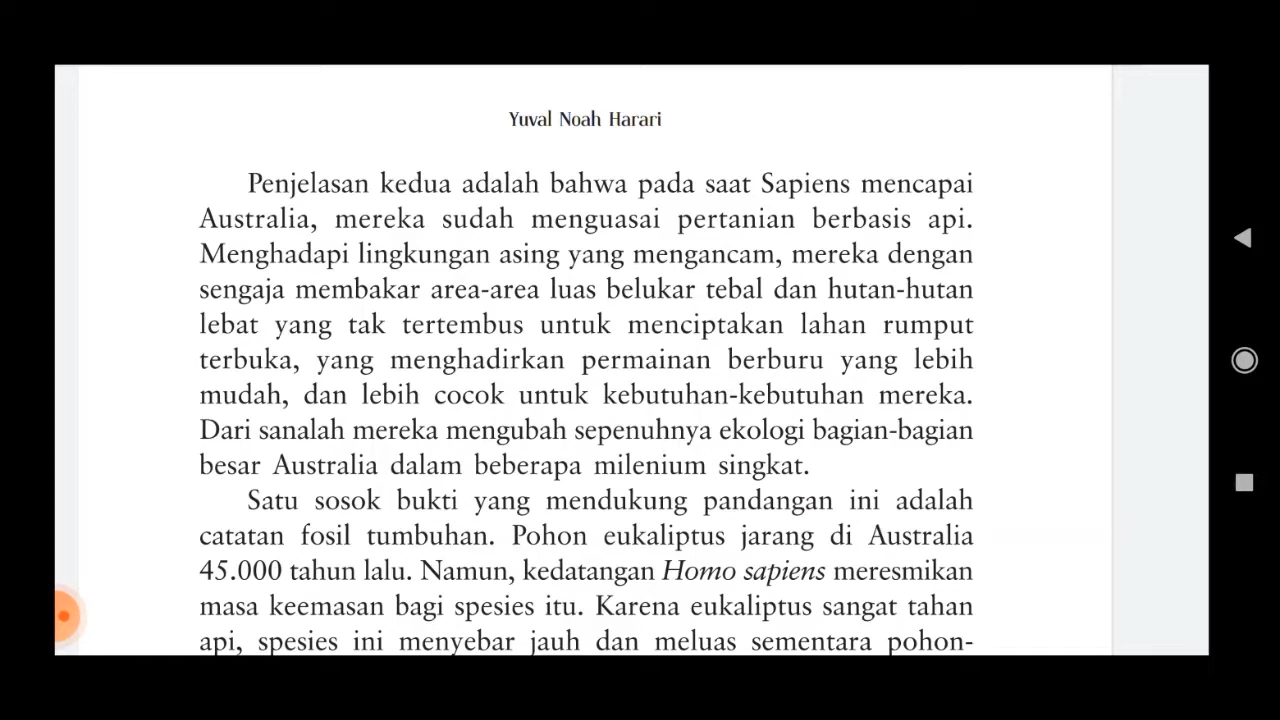 Yuval Noah Harari
Penjelasan kedua adalah bahwa pada saat Sapiens mencapai
Australia, mereka sudah menguasai pertanian berbasis api.
Menghadapi lingkungan asing yang mengancam, mereka dengan
sengaja membakar area-area luas belukar tebal dan hutan-hutan
lebat yang tak tertembus untuk menciptakan lahan rumput
terbuka, yang menghadirkan permainan berburu yang lebih
mudah, dan lebih cocok untuk kebutuhan-kebutuhan mereka.
Dari sanalah mereka mengubah sepenuhnya ekologi bagian-bagian
besar Australia dalam beberapa milenium singkat.
Satu sosok bukti yang mendukung pandangan ini adalah
catatan fosil tumbuhan. Pohon eukaliptus jarang di Australia
45.000 tahun lalu. Namun, kedatangan Homo sapiens meresmikan
masa keemasan bagi spesies itu. Karena eukaliptus sangat tahan
api, spesies ini menyebar jauh dan meluas sementara pohon-